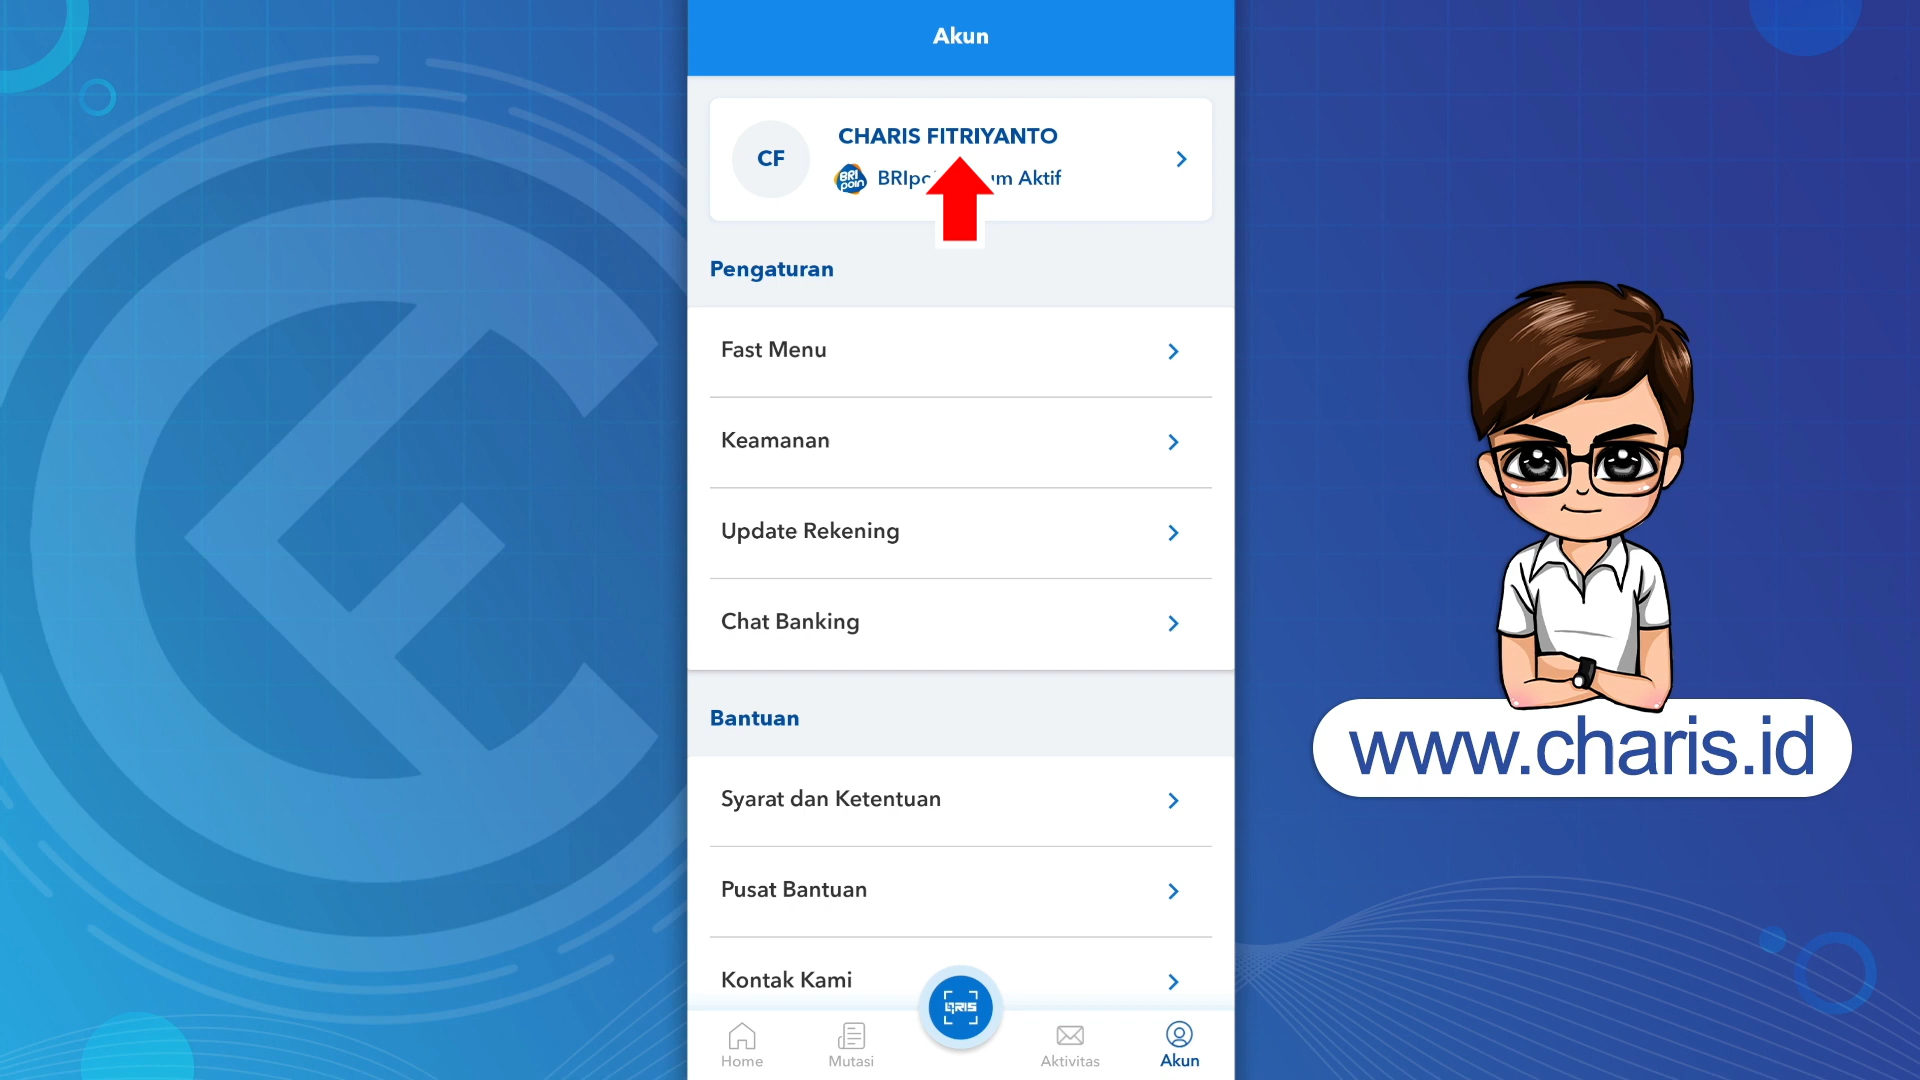 Akun
CF
CHARIS FITRIYANTO
BRI poin
Aktif
Pengaturan
Fast Menu
Keamanan
Update Rekening
Chat Banking
Bantuan
Syarat dan Ketentuan
Pusat Bantuan
Kontak Kami
QRIS
Home
Mutasi
Aktivitas
Akun
www.charis.id